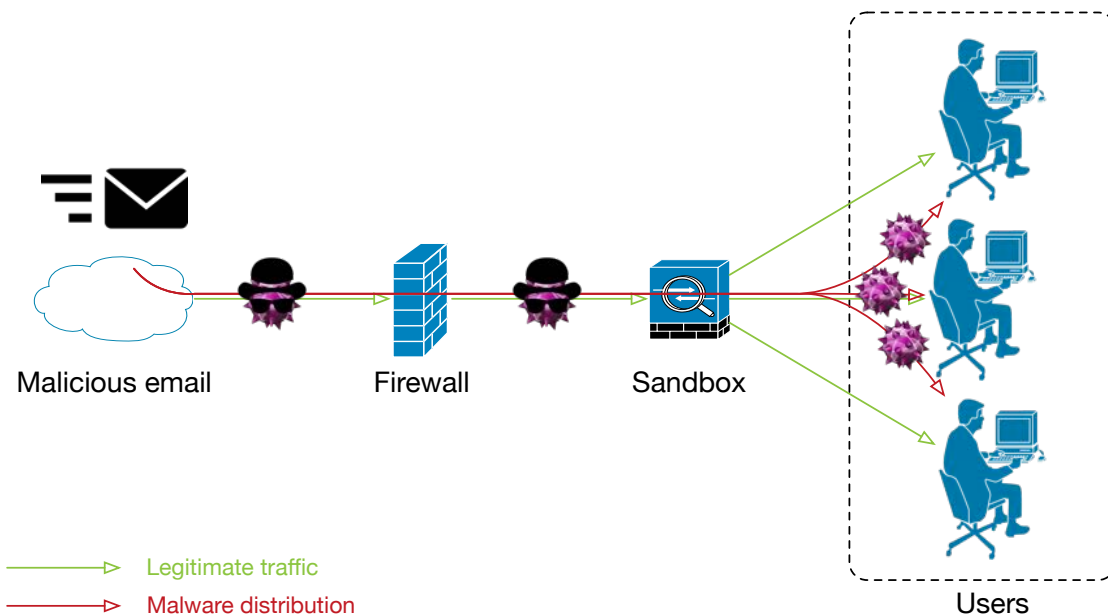 Malicious email
Firewall
Sandbox
Users
Legitimate traffic
Malware distribution